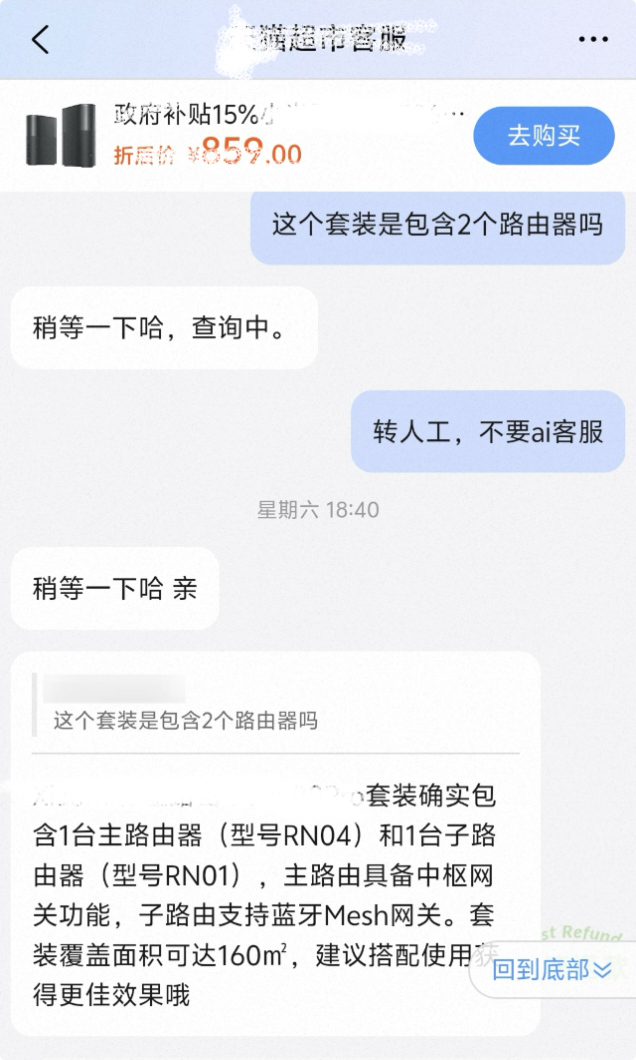 猫超市客服
政府补贴15%
折后价 ¥859.00
去购买
这个套装是包含2个路由器吗
稍等一下哈，查询中。
转人工，不要ai客服
星期六 18:40
稍等一下哈 亲
这个套装是包含2个路由器吗
套装确实包
含1台主路由器（型号RN04）和1台子路
由器（型号RN01），主路由具备中枢网
关功能，子路由支持蓝牙Mesh网关。套
装覆盖面积可达160㎡，建议搭配使用获
得更佳效果哦
st Refund
回到底部